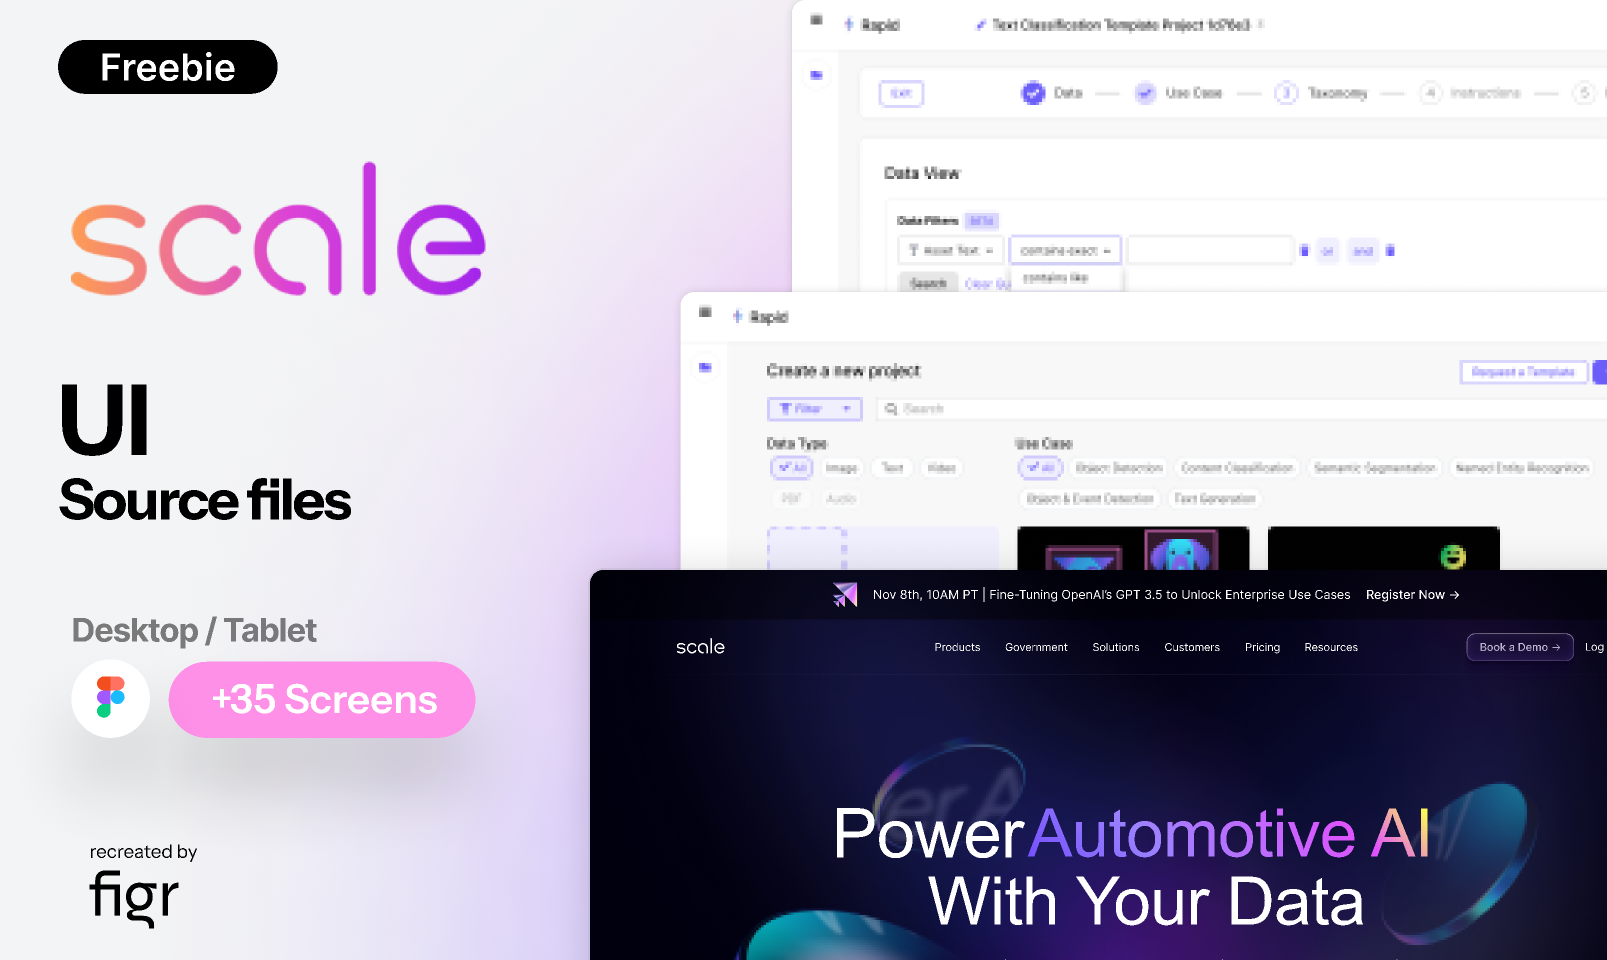 Freebie
scale
UI
Source files
Desktop / Tablet
+35 Screens
recreated by
figr
Rapid
Text Classification Template Project 1d76e3
Exit
Data
Use Case
3
Taxonomy
4
Instructions
5
Data View
Data Filters BETA
Asset Text
contains exact
or
and
Search
contains like
Rapid
Create a new project
Request a Template
Filter
Search
Data Type
All Image Text Video
PDF Audio
Use Case
All Object Detection Content Classification Semantic Segmentation Named Entity Recognition
Object & Event Detection Text Generation
Nov 8th, 10AM PT | Fine-Tuning OpenAI's GPT 3.5 to Unlock Enterprise Use Cases Register Now →
scale Products Government Solutions Customers Pricing Resources Book a Demo → Log
Power Automotive AI
With Your Data